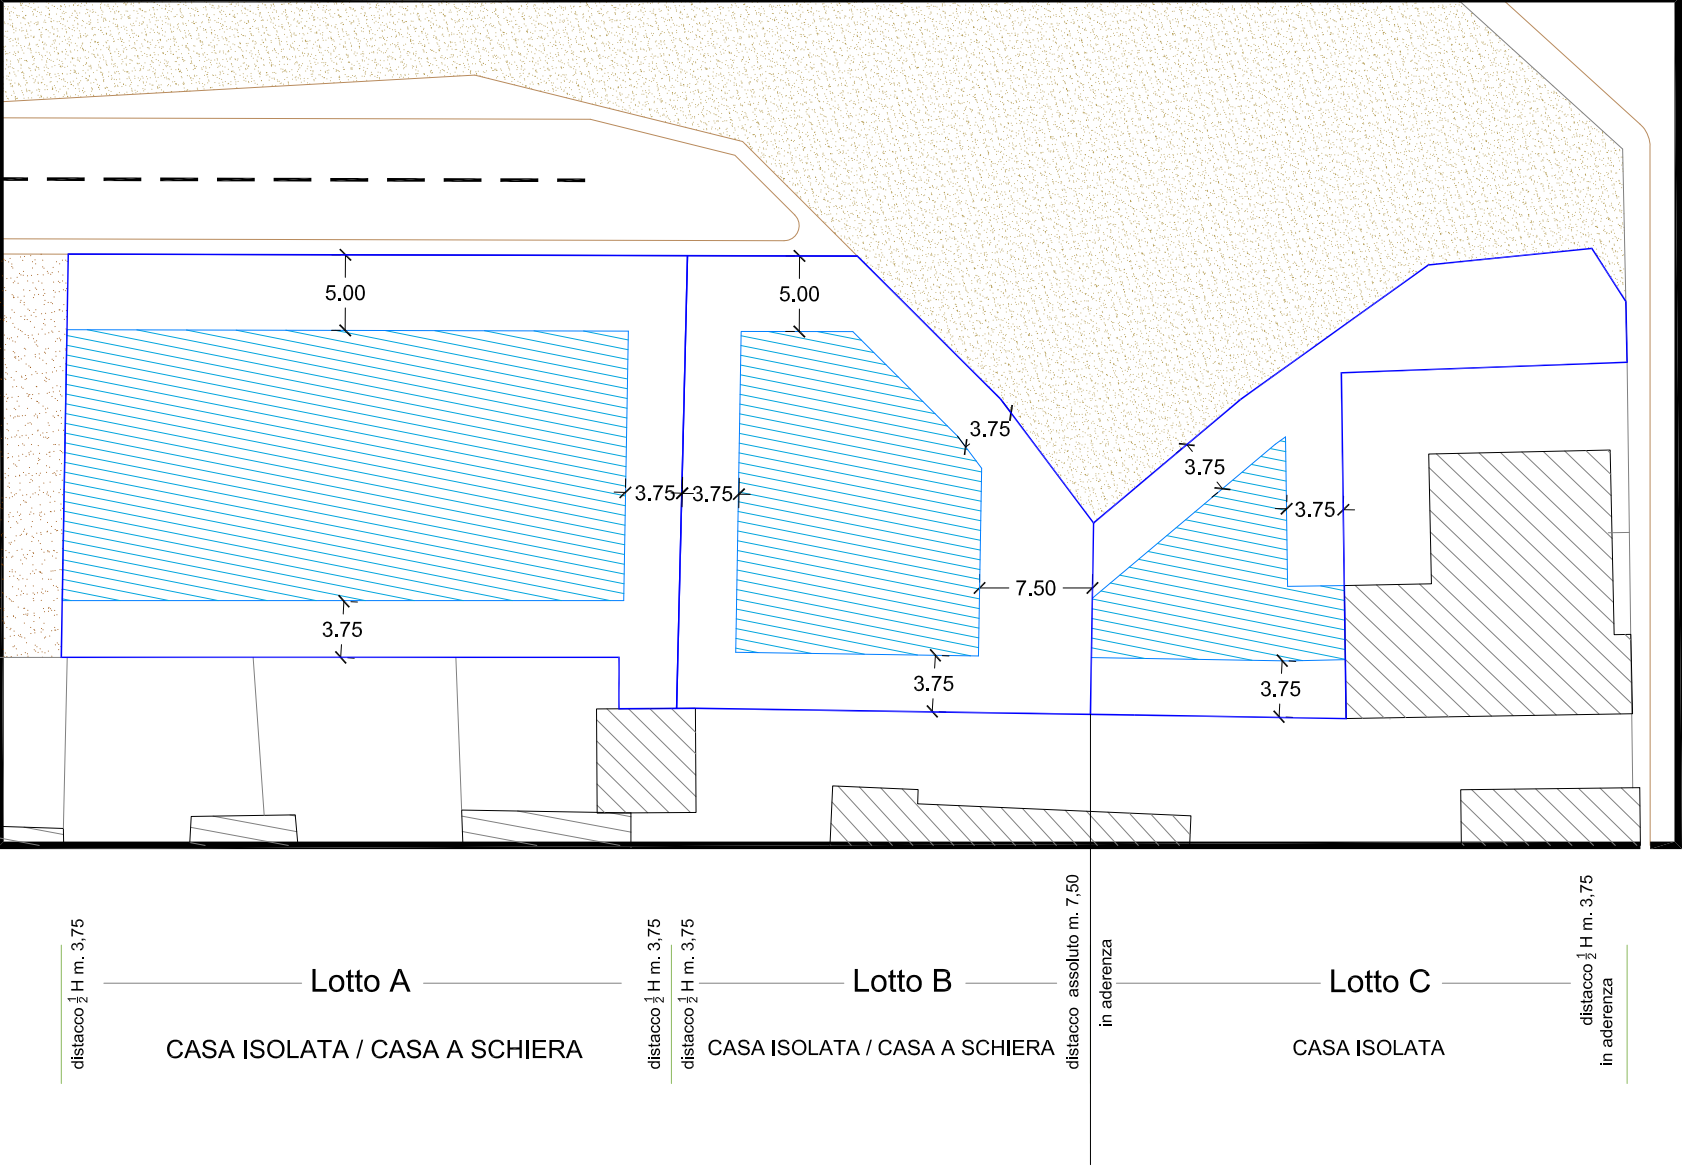 5.00
5.00
3.75
3.75
3.75
3.75
3.75
7.50
3.75
3.75
3.75
distacco ½ H m. 3,75
Lotto A
CASA ISOLATA / CASA A SCHIERA
distacco ½ H m. 3,75
distacco ½ H m. 3,75
Lotto B
CASA ISOLATA / CASA A SCHIERA
distacco assoluto m. 7,50
in aderenza
Lotto C
CASA ISOLATA
distacco ½ H m. 3,75
in aderenza